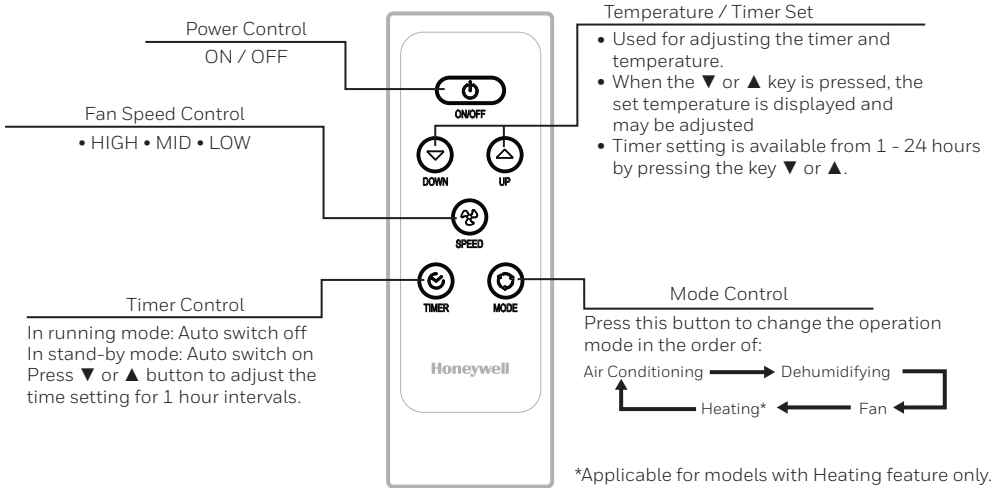 Power Control
ON / OFF
Fan Speed Control
• HIGH • MID • LOW
Timer Control
In running mode: Auto switch off
In stand-by mode: Auto switch on
Press ▼ or ▲ button to adjust the
time setting for 1 hour intervals.
ON/OFF
DOWN
UP
SPEED
TIMER
MODE
Honeywell
Temperature / Timer Set
• Used for adjusting the timer and
temperature.
• When the ▼ or ▲ key is pressed, the
set temperature is displayed and
may be adjusted
• Timer setting is available from 1 - 24 hours
by pressing the key ▼ or ▲.
Mode Control
Press this button to change the operation
mode in the order of:
Air Conditioning
Dehumidifying
Fan
Heating*
*Applicable for models with Heating feature only.